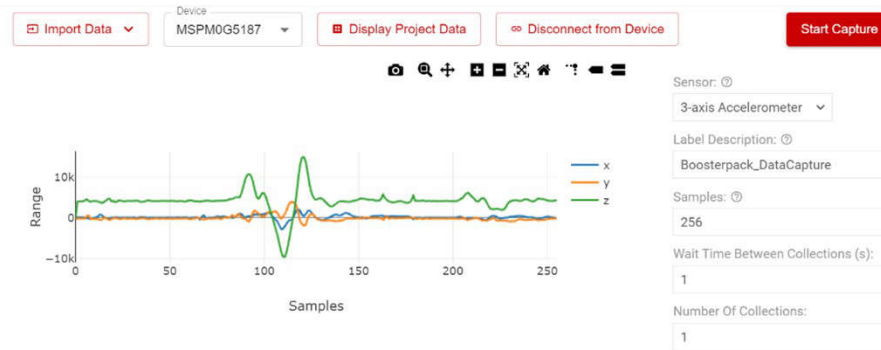 Import Data
Device
MSPM0G5187
Display Project Data
Disconnect from Device
Start Capture
Sensor:
3-axis Accelerometer
Label Description:
Boosterpack_DataCapture
Samples:
256
Wait Time Between Collections (s):
1
Number Of Collections:
1
Range
10k
0
−10k
0
50
100
150
200
250
Samples
x
y
z